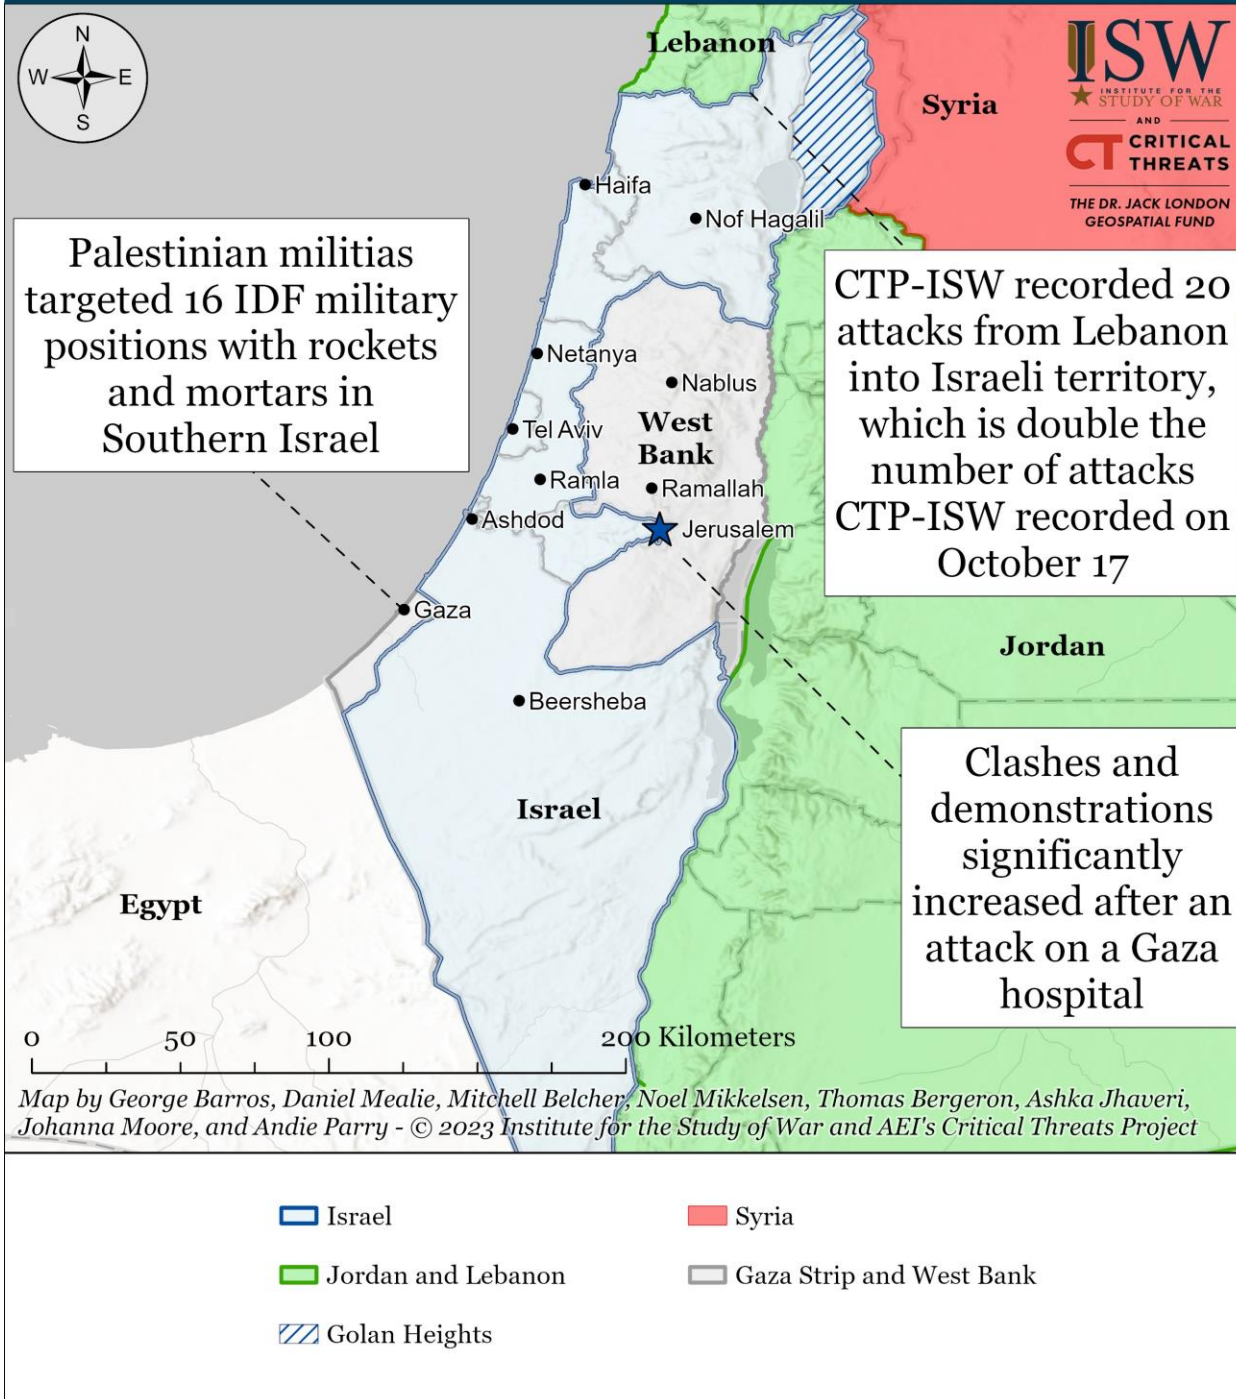 N
W
E
S
Lebanon
Syria
ISW
INSTITUTE FOR THE
STUDY OF WAR
AND
CT CRITICAL
THREATS
THE DR. JACK LONDON
GEOSPATIAL FUND
Haifa
Nof Hagalil
Palestinian militias
targeted 16 IDF military
positions with rockets
and mortars in
Southern Israel
CTP-ISW recorded 20
attacks from Lebanon
into Israeli territory,
which is double the
number of attacks
CTP-ISW recorded on
October 17
Netanya
Nablus
West
Bank
Tel Aviv
Ramla
Ramallah
Ashdod
Jerusalem
Gaza
Jordan
Beersheba
Israel
Egypt
Clashes and
demonstrations
significantly
increased after an
attack on a Gaza
hospital
0 50 100 200 Kilometers
Map by George Barros, Daniel Mealie, Mitchell Belcher, Noel Mikkelsen, Thomas Bergeron, Ashka Jhaveri,
Johanna Moore, and Andie Parry - © 2023 Institute for the Study of War and AEI's Critical Threats Project
Israel
Syria
Jordan and Lebanon
Gaza Strip and West Bank
Golan Heights